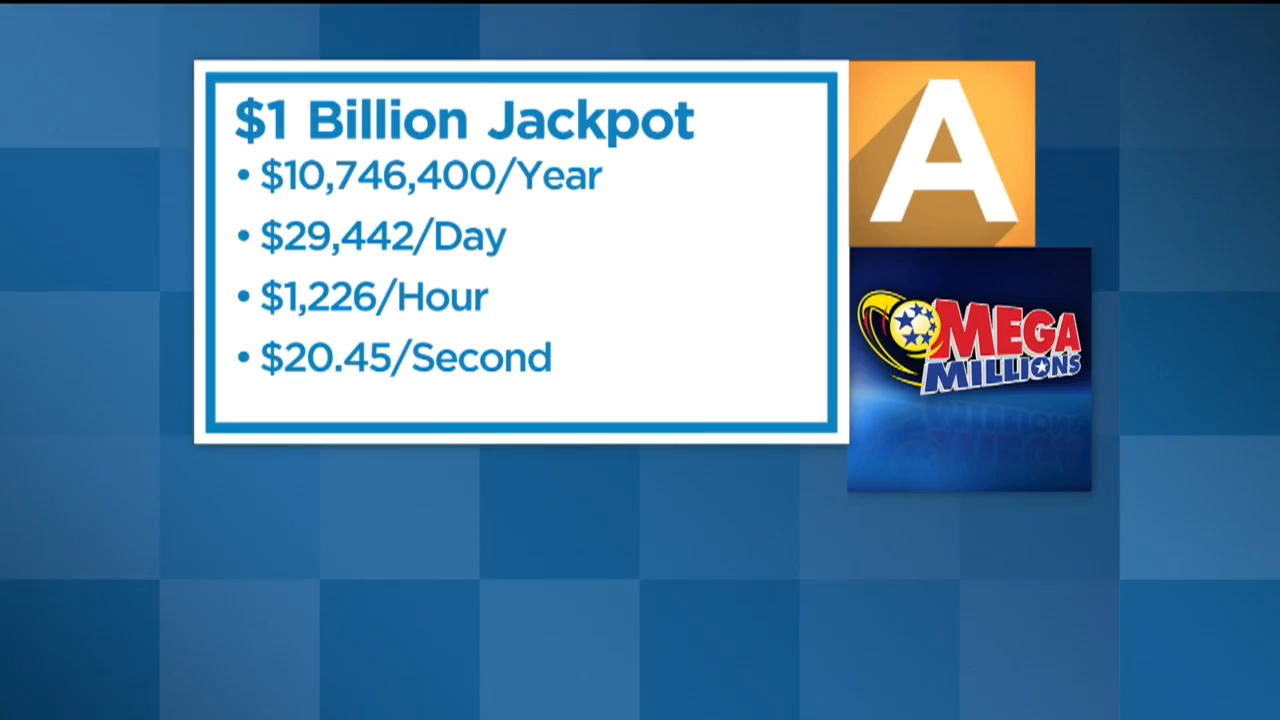 $1 Billion Jackpot
• $10,746,400/Year
• $29,442/Day
• $1,226/Hour
• $20.45/Second
A
MEGA
MILLIONS